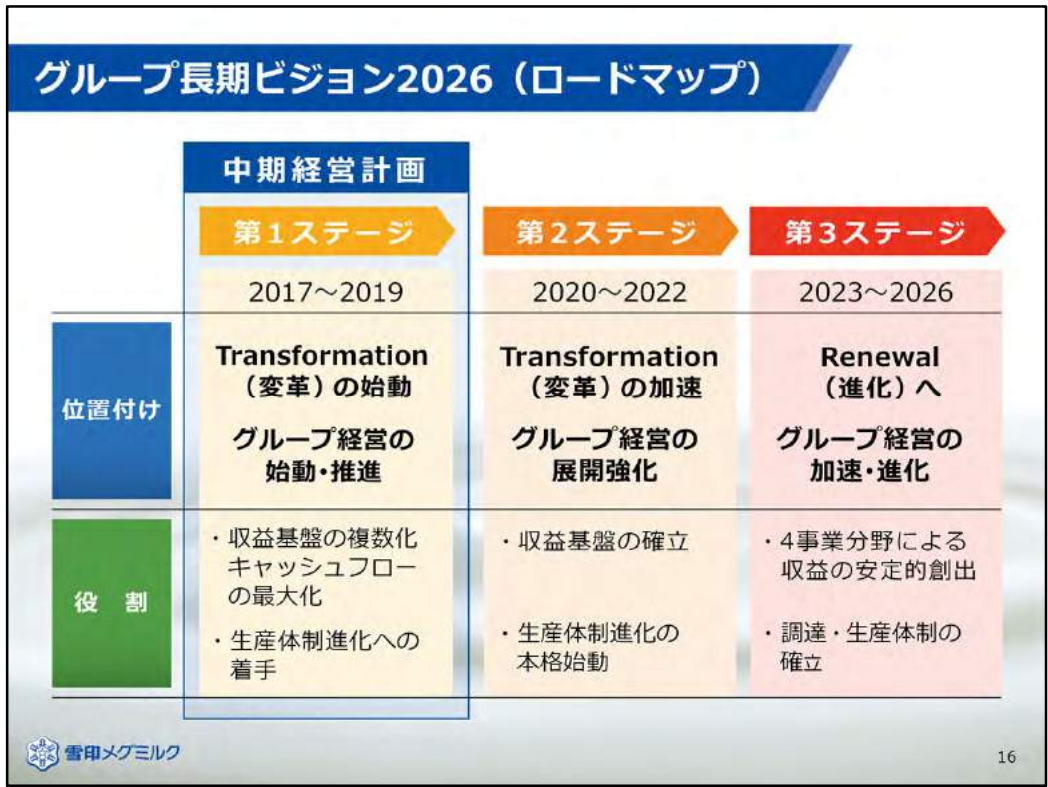 グループ長期ビジョン2026（ロードマップ）
中期経営計画
第1ステージ
第2ステージ
第3ステージ
2017～2019
2020～2022
2023～2026
位置付け
Transformation
（変革）の始動
グループ経営の
始動・推進
Transformation
（変革）の加速
グループ経営の
展開強化
Renewal
（進化）へ
グループ経営の
加速・進化
役 割
・収益基盤の複数化
キャッシュフロー
の最大化
・生産体制進化への
着手
・収益基盤の確立
・生産体制進化の
本格始動
・4事業分野による
収益の安定的創出
・調達・生産体制の
確立
雪印メグミルク
16